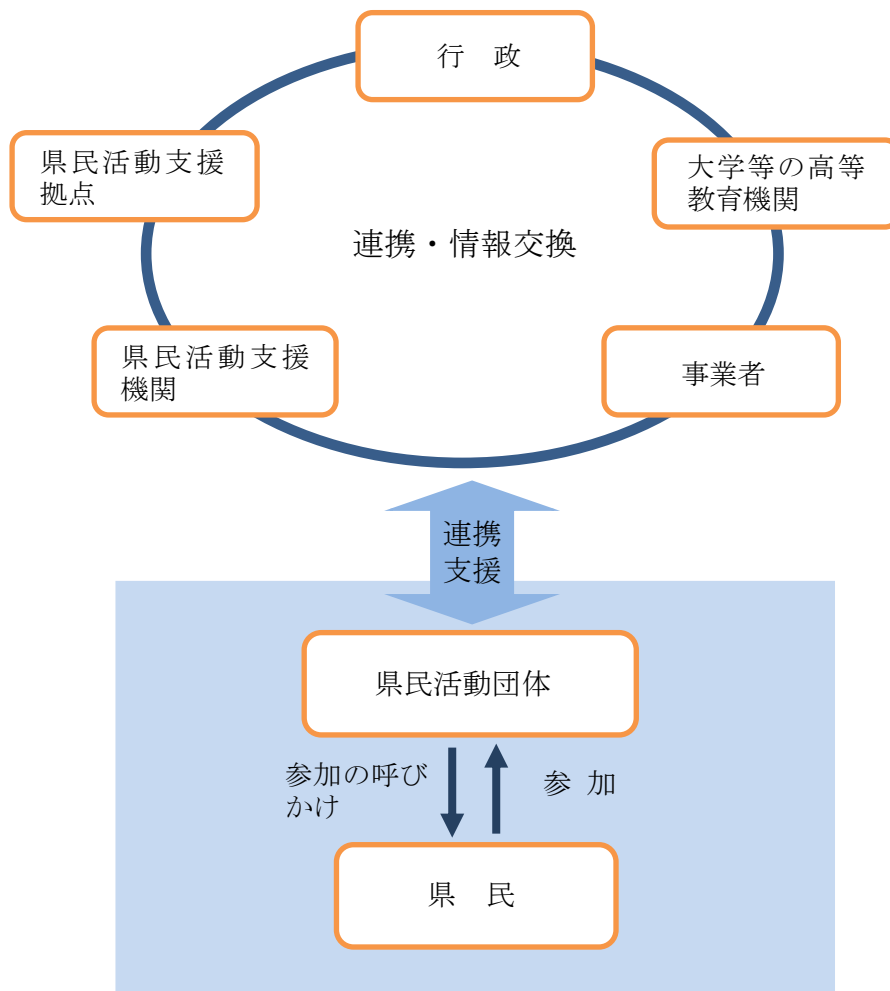 行　政
県民活動支援
拠点
大学等の高等
教育機関
連携・情報交換
県民活動支援
機関
事業者
連携
支援
県民活動団体
参加の呼び
かけ
参 加
県　民